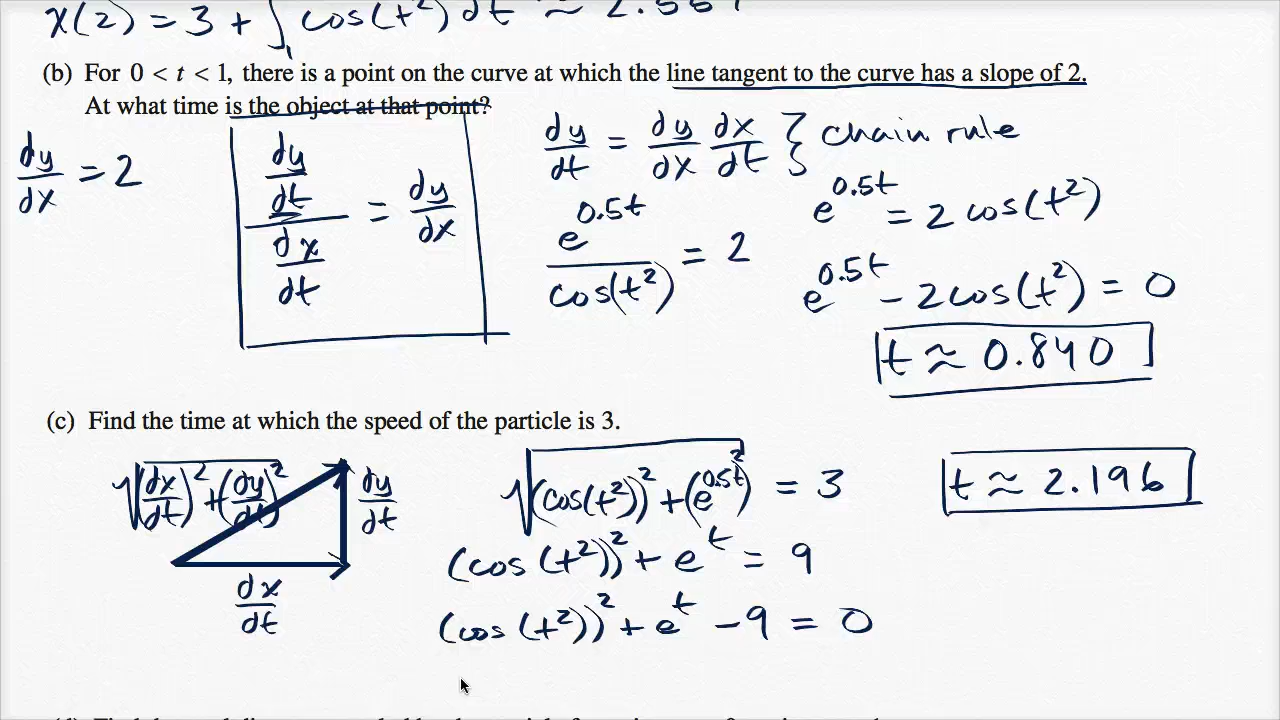 x(2) = 3 + ∫₁ cos(t²) dt ≈ 2.557
(b) For 0 < t < 1, there is a point on the curve at which the line tangent to the curve has a slope of 2.
At what time is the object at that point?
dy/dx = 2
(dy/dt)/(dx/dt) = dy/dx
dy/dt = dy/dx dx/dt } chain rule
e^0.5t / cos(t²) = 2
e^0.5t = 2 cos(t²)
e^0.5t - 2cos(t²) = 0
t ≈ 0.840
(c) Find the time at which the speed of the particle is 3.
√((dx/dt)² + (dy/dt)²)
dy/dt
dx/dt
√((cos(t²))² + (e^0.5t)²) = 3
(cos(t²))² + e^t = 9
(cos(t²))² + e^t - 9 = 0
t ≈ 2.196